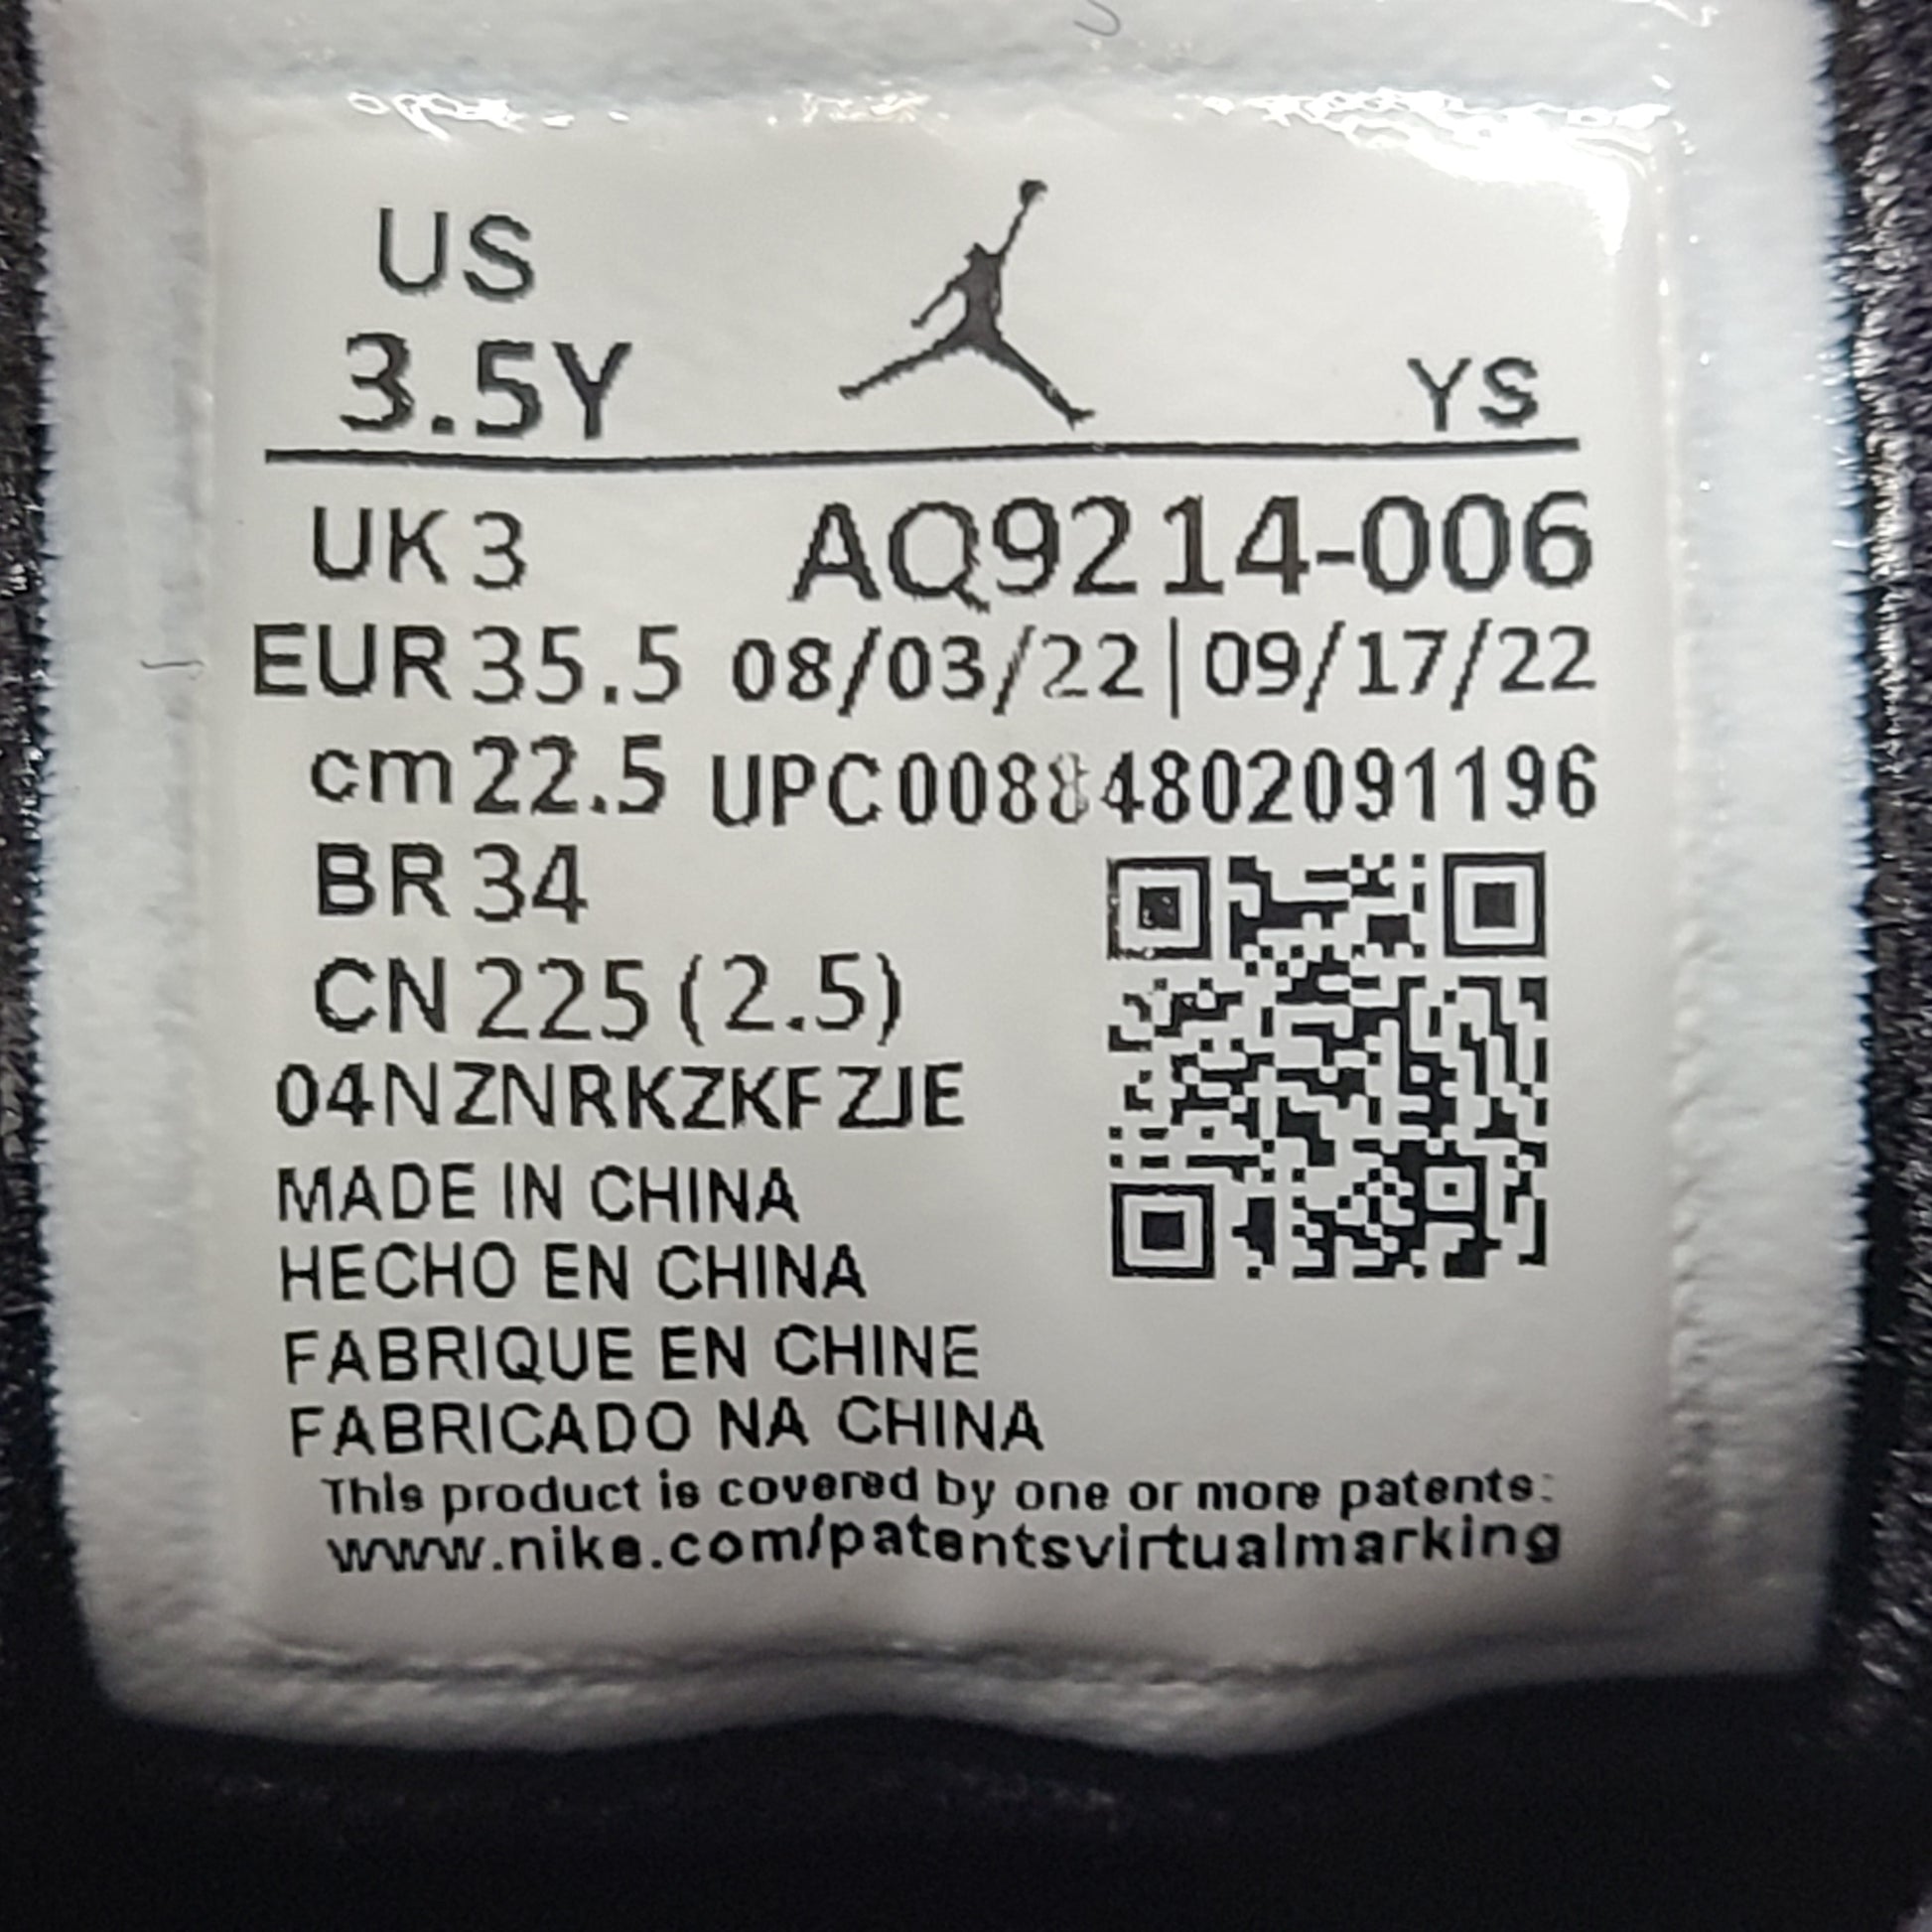 US
3.5Y YS
UK 3 AQ9214-006
EUR 35.5 08/03/22 | 09/17/22
cm 22.5 UPC00884802091196
BR 34
CN 225 (2.5)
04NZNRKZKFZJE
MADE IN CHINA
HECHO EN CHINA
FABRIQUE EN CHINE
FABRICADO NA CHINA
This product is covered by one or more patents:
www.nike.com/patentsvirtualmarking